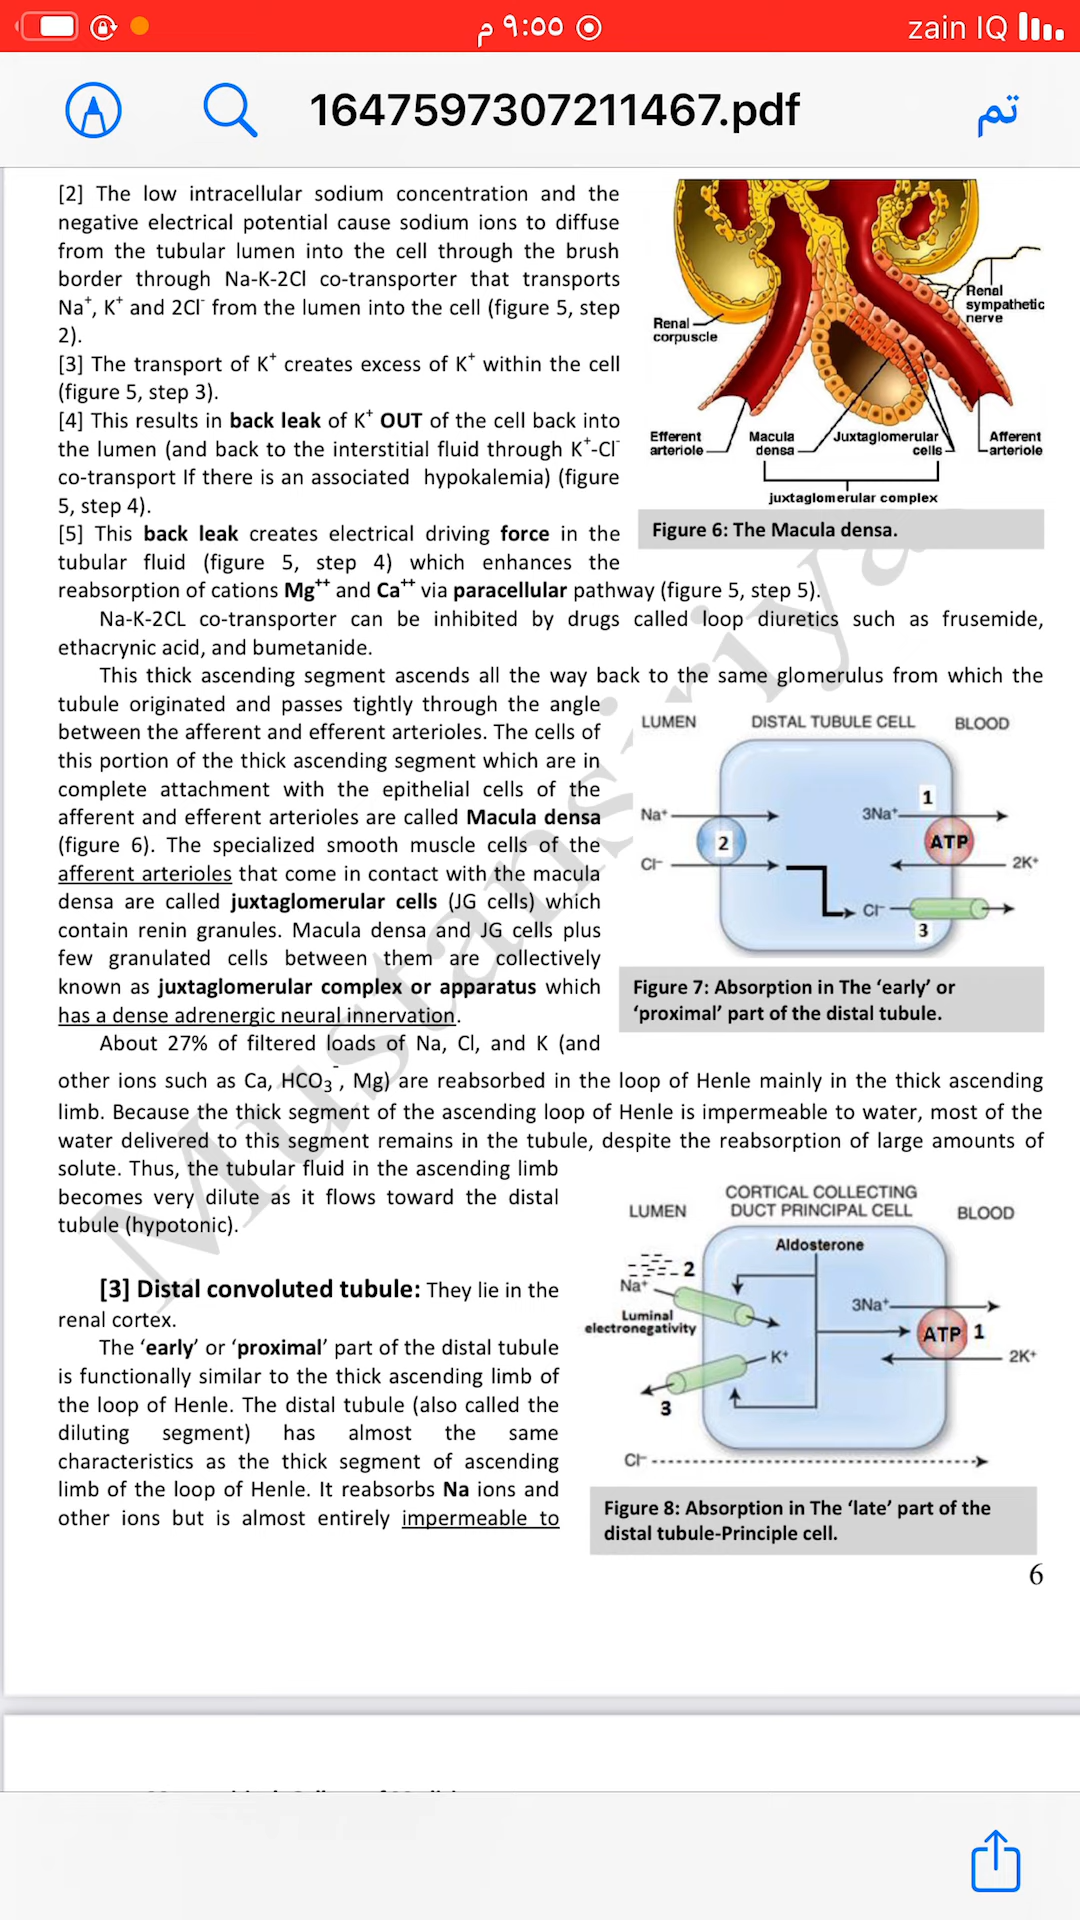 ٩:٥٥ م
zain IQ
1647597307211467.pdf
تم
[2] The low intracellular sodium concentration and the
negative electrical potential cause sodium ions to diffuse
from the tubular lumen into the cell through the brush
border through Na-K-2Cl co-transporter that transports
Na⁺, K⁺ and 2Cl⁻ from the lumen into the cell (figure 5, step
2).
[3] The transport of K⁺ creates excess of K⁺ within the cell
(figure 5, step 3).
[4] This results in back leak of K⁺ OUT of the cell back into
the lumen (and back to the interstitial fluid through K⁺-Cl⁻
co-transport If there is an associated hypokalemia) (figure
5, step 4).
[5] This back leak creates electrical driving force in the
tubular fluid (figure 5, step 4) which enhances the
reabsorption of cations Mg⁺⁺ and Ca⁺⁺ via paracellular pathway (figure 5, step 5).
Renal
corpuscle
Renal
sympathetic
nerve
Efferent
arteriole
Macula
densa
Juxtaglomerular
cells
Afferent
arteriole
juxtaglomerular complex
Figure 6: The Macula densa.
Na-K-2CL co-transporter can be inhibited by drugs called loop diuretics such as frusemide,
ethacrynic acid, and bumetanide.
This thick ascending segment ascends all the way back to the same glomerulus from which the
tubule originated and passes tightly through the angle
between the afferent and efferent arterioles. The cells of
this portion of the thick ascending segment which are in
complete attachment with the epithelial cells of the
afferent and efferent arterioles are called Macula densa
(figure 6). The specialized smooth muscle cells of the
afferent arterioles that come in contact with the macula
densa are called juxtaglomerular cells (JG cells) which
contain renin granules. Macula densa and JG cells plus
few granulated cells between them are collectively
known as juxtaglomerular complex or apparatus which
has a dense adrenergic neural innervation.
LUMEN DISTAL TUBULE CELL BLOOD
1
Na⁺ 3Na⁺
2 ATP
Cl⁻ 2K⁺
Cl⁻
3
Figure 7: Absorption in The ‘early’ or
‘proximal’ part of the distal tubule.
About 27% of filtered loads of Na, Cl, and K (and
other ions such as Ca, HCO₃⁻, Mg) are reabsorbed in the loop of Henle mainly in the thick ascending
limb. Because the thick segment of the ascending loop of Henle is impermeable to water, most of the
water delivered to this segment remains in the tubule, despite the reabsorption of large amounts of
solute. Thus, the tubular fluid in the ascending limb
becomes very dilute as it flows toward the distal
tubule (hypotonic).
[3] Distal convoluted tubule: They lie in the
renal cortex.
The ‘early’ or ‘proximal’ part of the distal tubule
is functionally similar to the thick ascending limb of
the loop of Henle. The distal tubule (also called the
diluting segment) has almost the same
characteristics as the thick segment of ascending
limb of the loop of Henle. It reabsorbs Na ions and
other ions but is almost entirely impermeable to
CORTICAL COLLECTING
LUMEN DUCT PRINCIPAL CELL BLOOD
Aldosterone
2
Na⁺
3Na⁺
Luminal
electronegativity
ATP 1
K⁺ 2K⁺
3
Cl⁻
Figure 8: Absorption in The ‘late’ part of the
distal tubule-Principle cell.
6
Mustansiriya